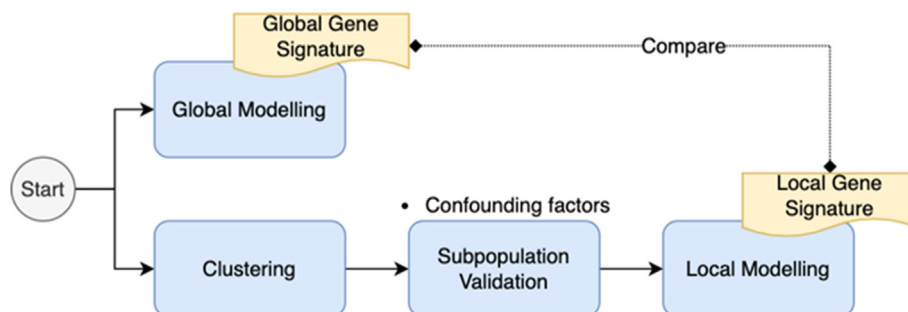 Global Gene
Signature
Compare
Global Modelling
Start
Local Gene
Signature
• Confounding factors
Clustering
Subpopulation
Validation
Local Modelling